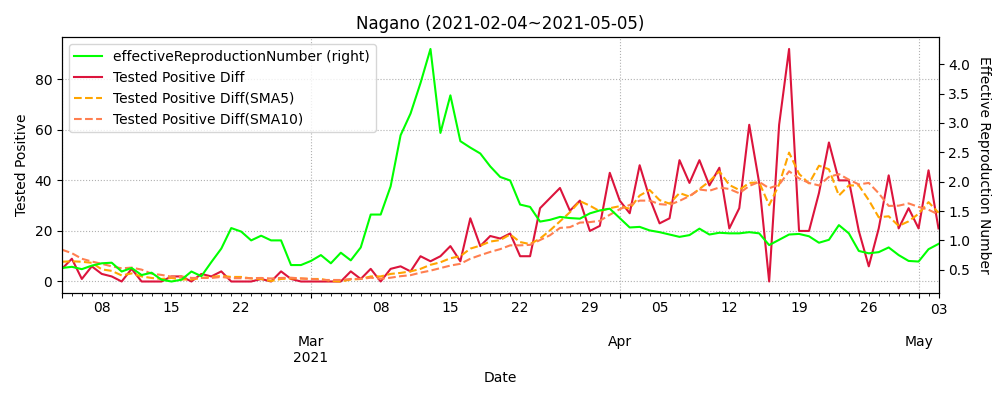 Nagano (2021-02-04~2021-05-05)
effectiveReproductionNumber (right)
Tested Positive Diff
Tested Positive Diff(SMA5)
Tested Positive Diff(SMA10)
Tested Positive
80
60
40
20
0
4.0
3.5
3.0
2.5
2.0
1.5
1.0
0.5
Effective Reproduction Number
08 15 22 08 15 22 29 05 12 19 26 03
Mar Apr May
2021
Date